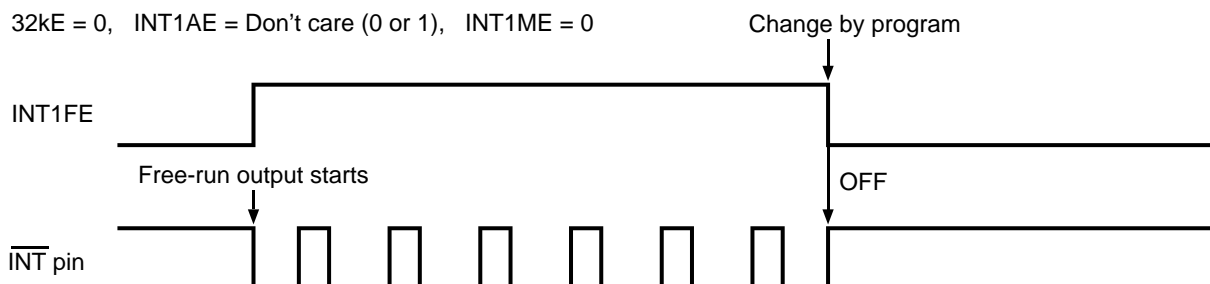 32kE = 0, INT1AE = Don’t care (0 or 1), INT1ME = 0
Change by program
INT1FE
Free-run output starts
OFF
INT pin